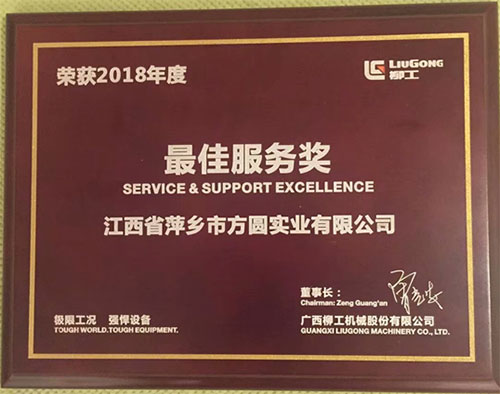 荣获2018年度
LIUGONG
柳工
最佳服务奖
SERVICE & SUPPORT EXCELLENCE
江西省萍乡市方圆实业有限公司
董事长：
Chairman: Zeng Guang'an
极限工况 强悍设备
TOUGH WORLD.TOUGH EQUIPMENT.
广西柳工机械股份有限公司
GUANGXI LIUGONG MACHINERY CO., LTD.